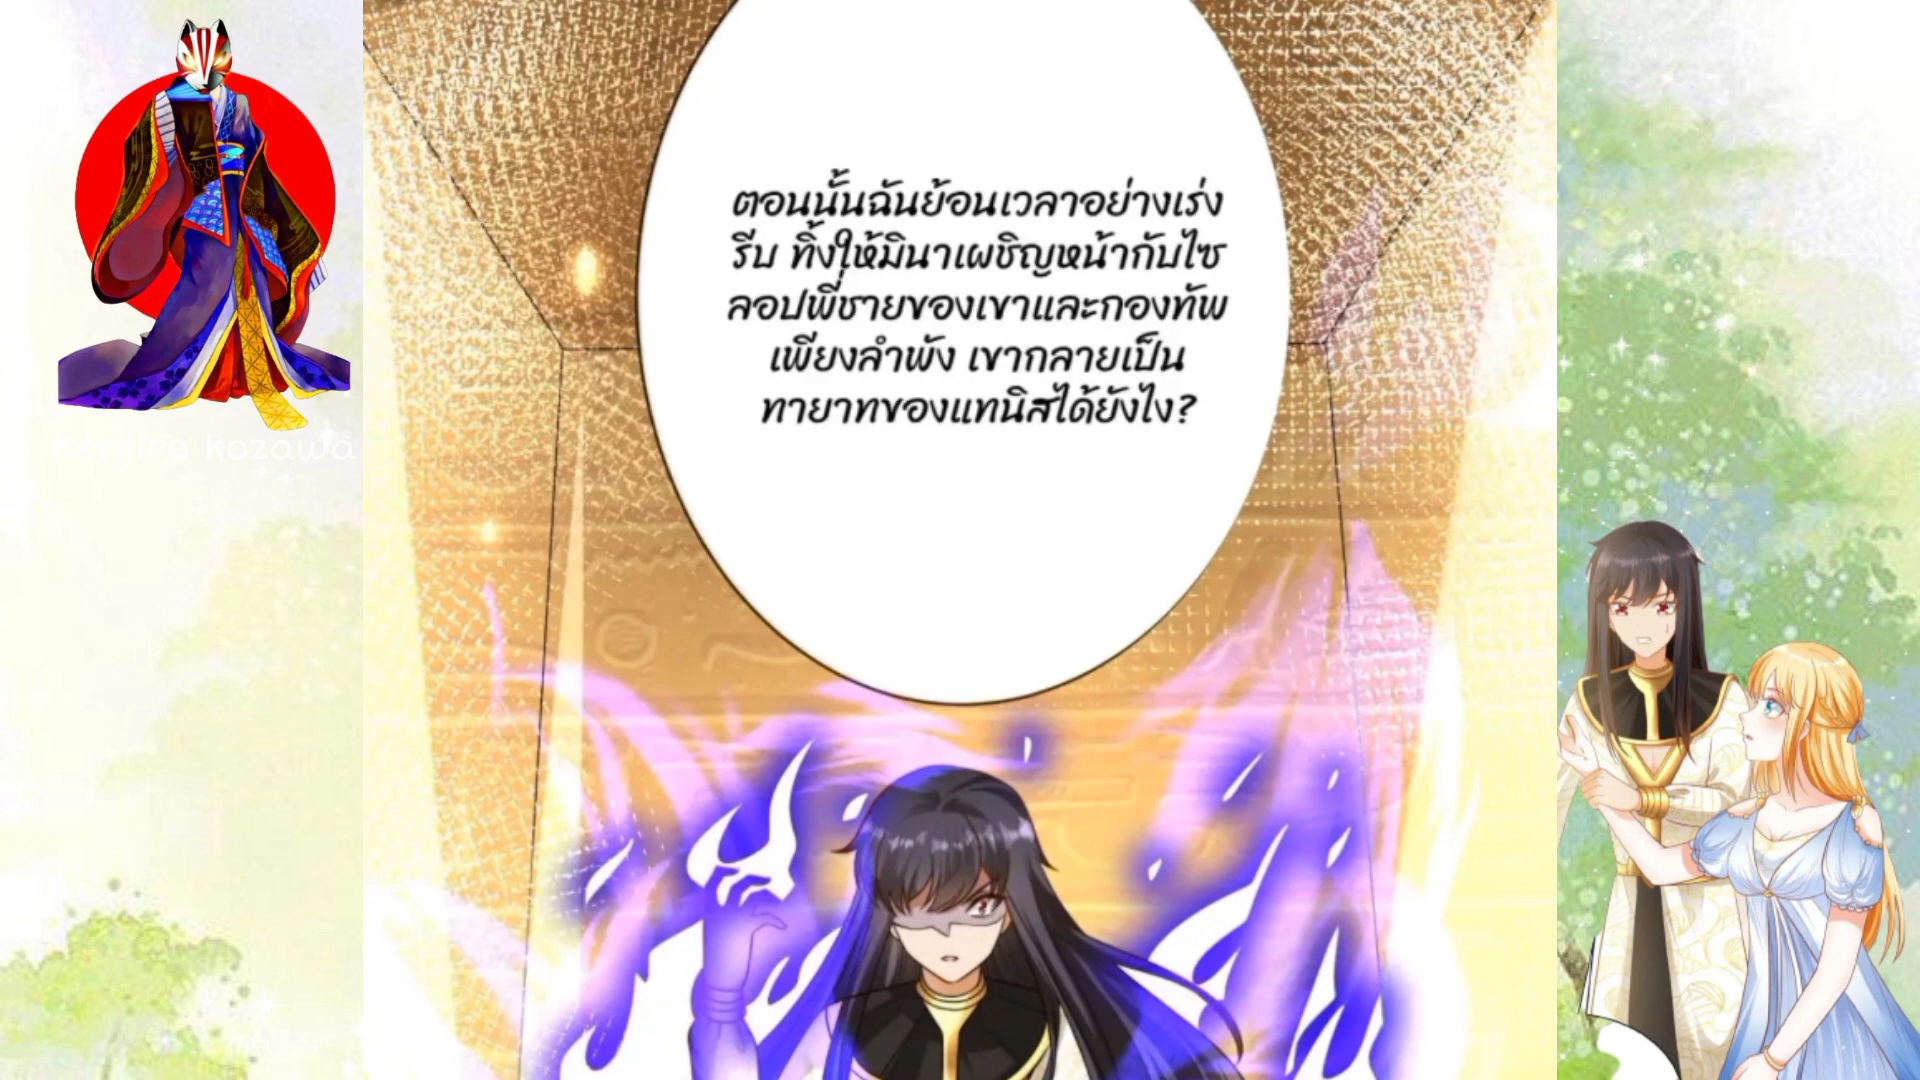 ตอนนั้นฉันย้อนเวลาอย่างเร่ง
รีบ ทิ้งให้มินาเผชิญหน้ากับไซ
ลอปพี่ชายของเขาและกองทัพ
เพียงลำพัง เขากลายเป็น
ทายาทของแทนิสได้ยังไง?
Kozawa